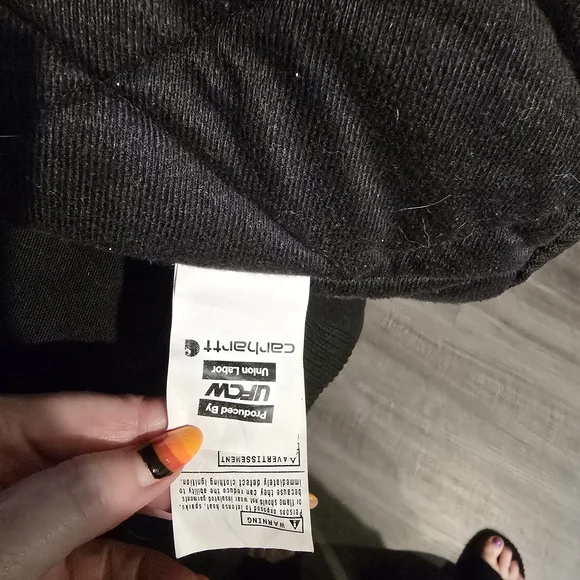 ⚠ WARNING
Persons exposed to intense heat, sparks,
or flame should not wear insulated garments
because they can reduce the ability to
immediately detect clothing ignition.
⚠ AVERTISSEMENT
Produced By
UFCW
Union Labor
carhartt